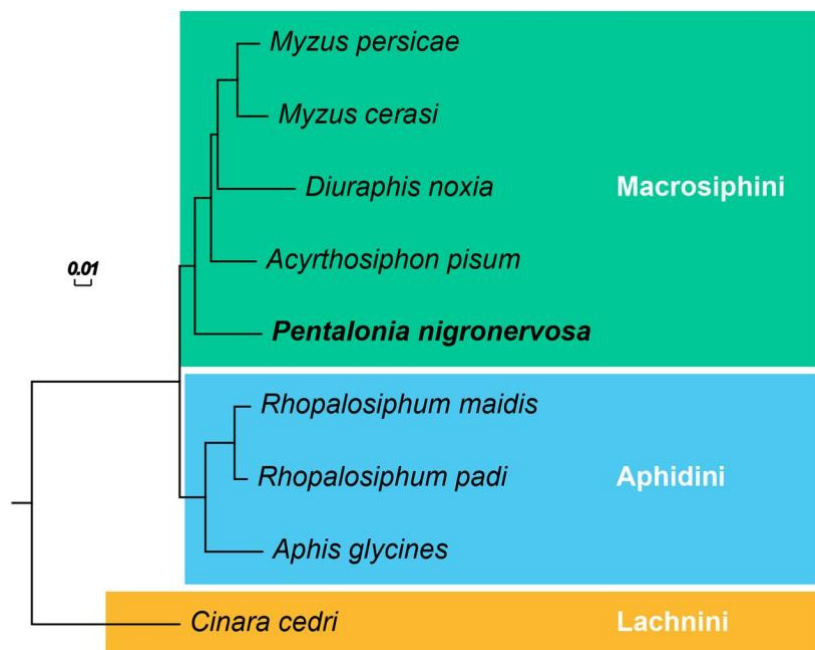 Myzus persicae
Myzus cerasi
Diuraphis noxia
Macrosiphini
Acyrthosiphon pisum
0.01
Pentalonia nigronervosa
Rhopalosiphum maidis
Rhopalosiphum padi
Aphidini
Aphis glycines
Cinara cedri
Lachnini